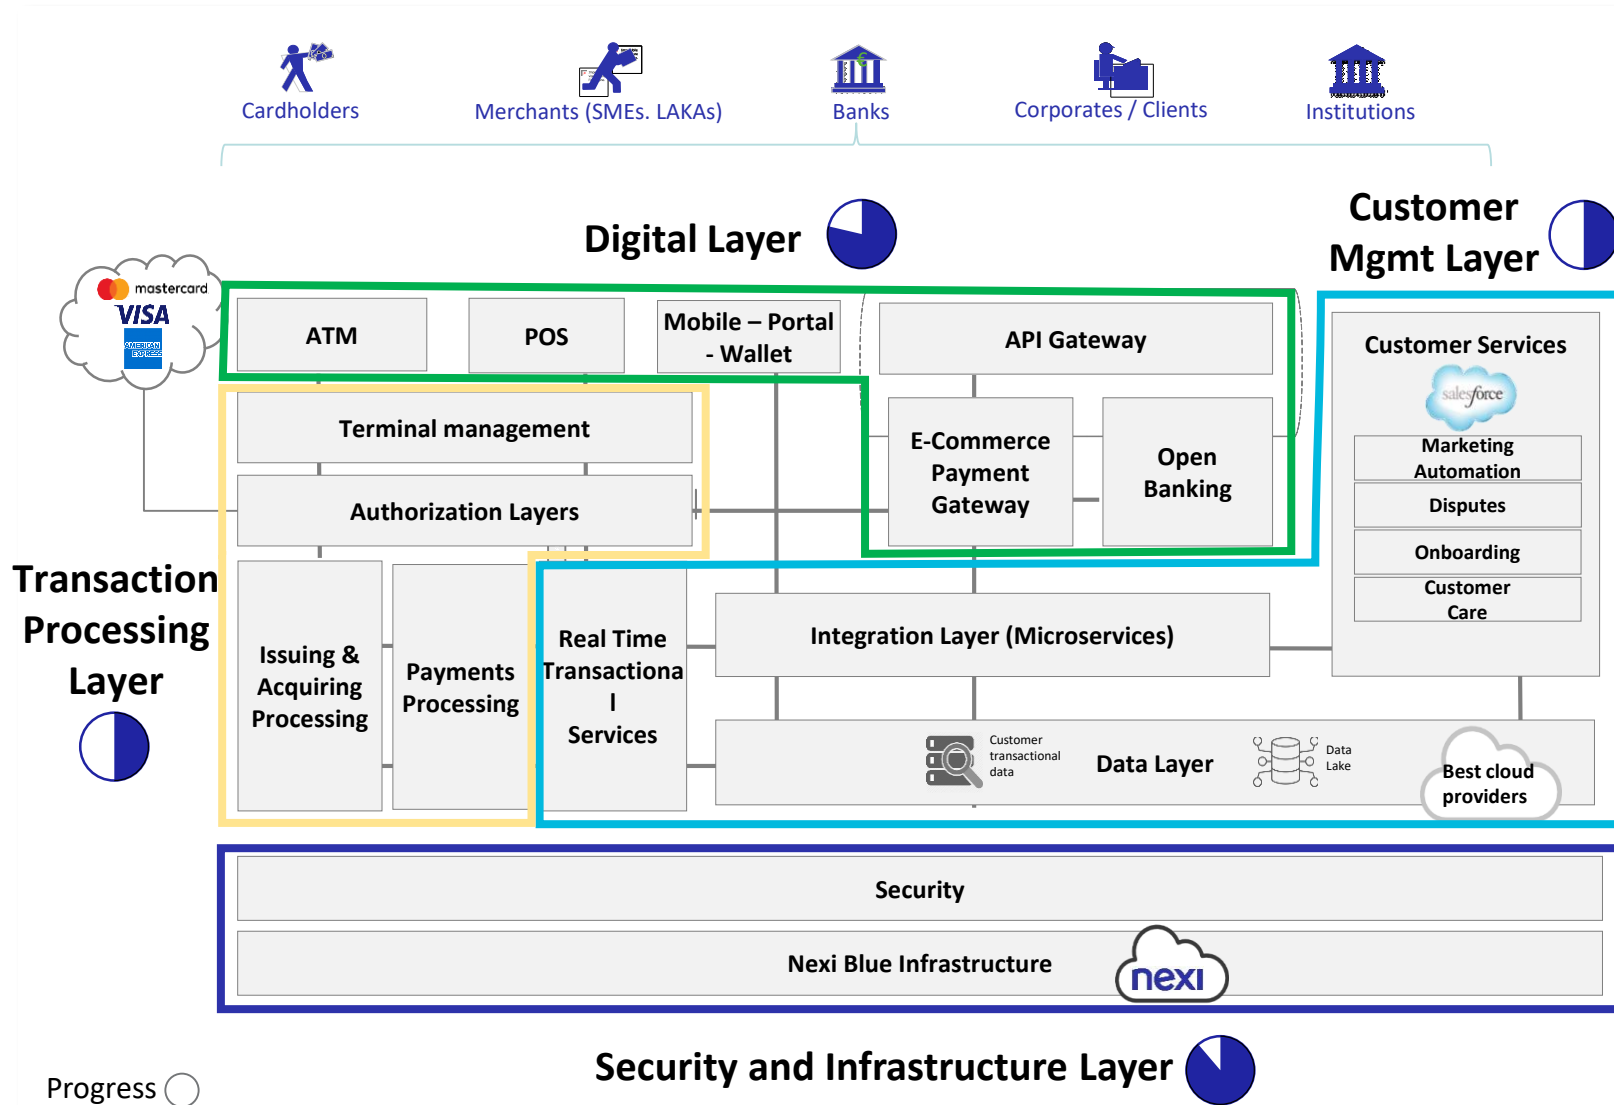 Cardholders
Merchants (SMEs. LAKAs)
Banks
Corporates / Clients
Institutions
Digital Layer
Customer
Mgmt Layer
mastercard
VISA
AMERICAN
EXPRESS
ATM
POS
Mobile – Portal
- Wallet
API Gateway
Customer Services
salesforce
Marketing
Automation
Disputes
Onboarding
Customer
Care
Terminal management
E-Commerce
Payment
Gateway
Open
Banking
Authorization Layers
Transaction
Processing
Layer
Issuing &
Acquiring
Processing
Payments
Processing
Real Time
Transactiona
l
Services
Integration Layer (Microservices)
Customer
transactional
data
Data Layer
Data
Lake
Best cloud
providers
Security
Nexi Blue Infrastructure
nexi
Security and Infrastructure Layer
Progress